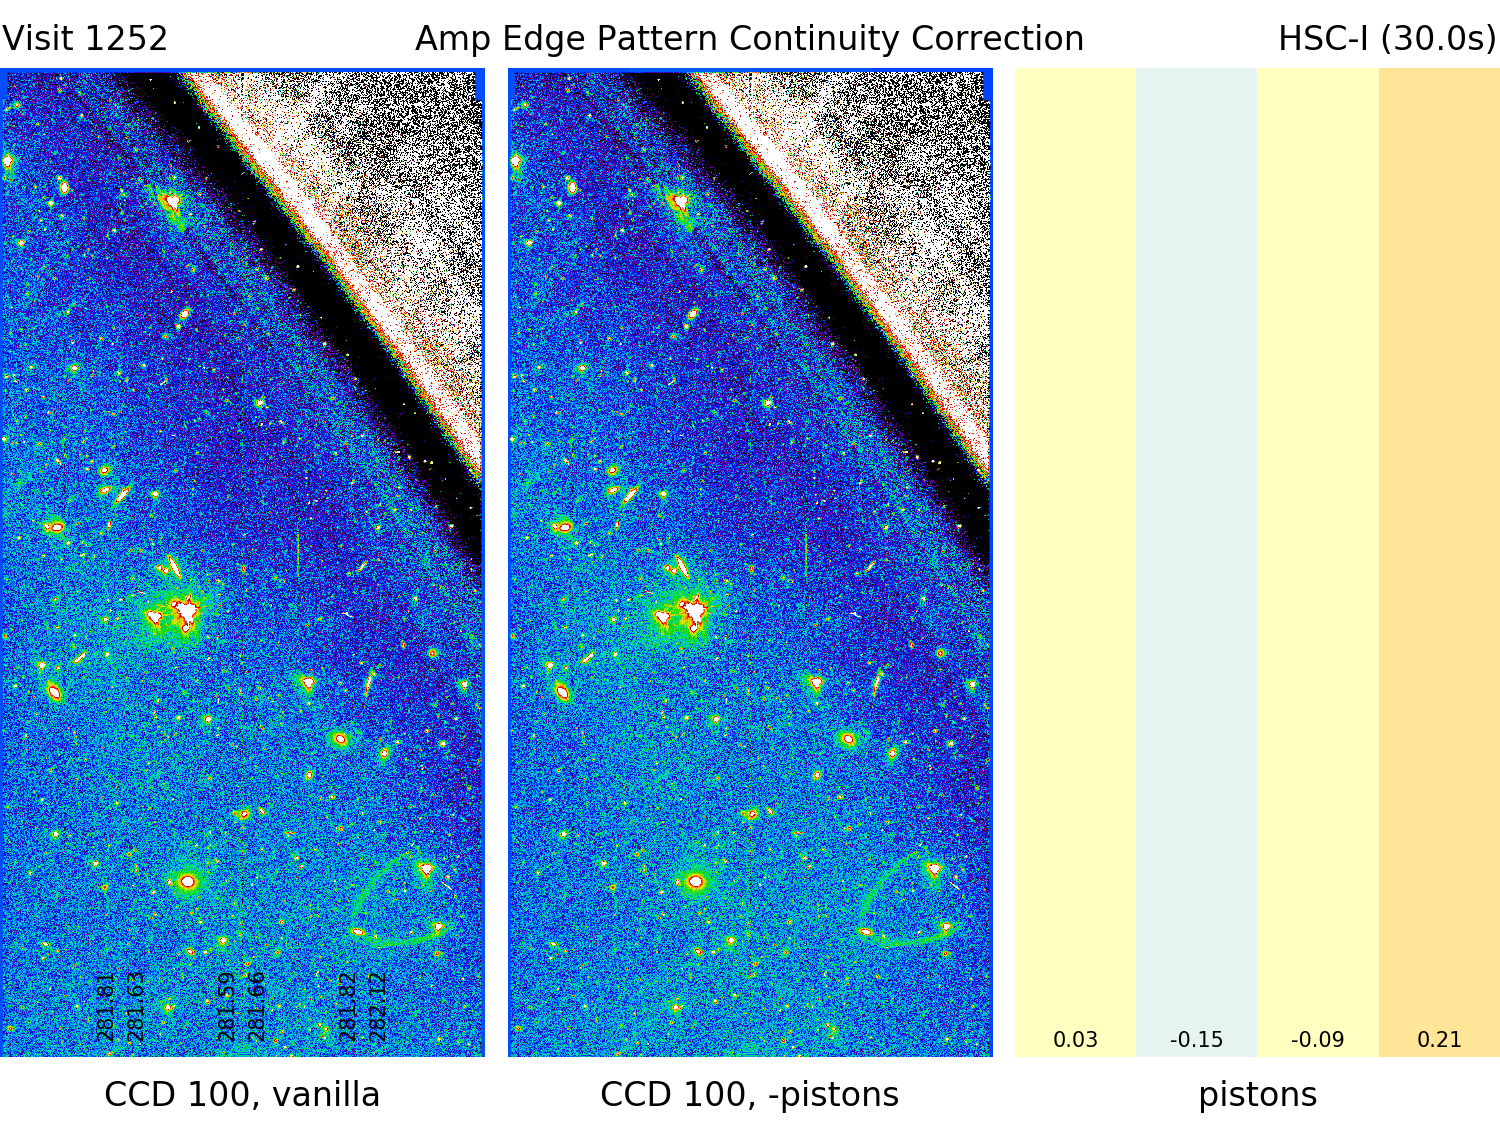 Visit 1252
Amp Edge Pattern Continuity Correction
HSC-I (30.0s)
281.81
281.63
281.59
281.66
281.82
282.12
0.03
-0.15
-0.09
0.21
CCD 100, vanilla
CCD 100, -pistons
pistons